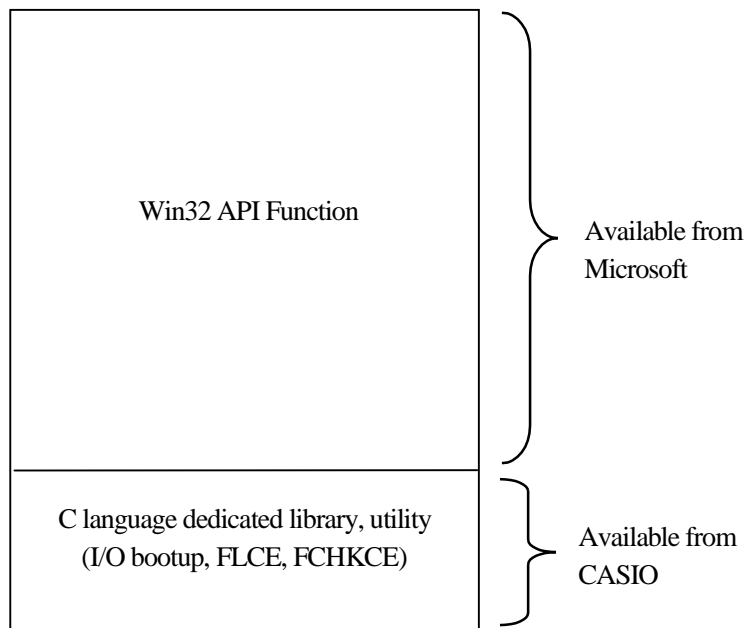 Win32 API Function
Available from
Microsoft
C language dedicated library, utility
(I/O bootup, FLCE, FCHKCE)
Available from
CASIO